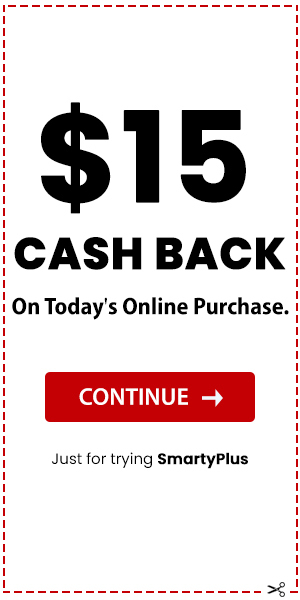 $15
CASH BACK
On Today's Online Purchase.
CONTINUE
Just for trying SmartyPlus